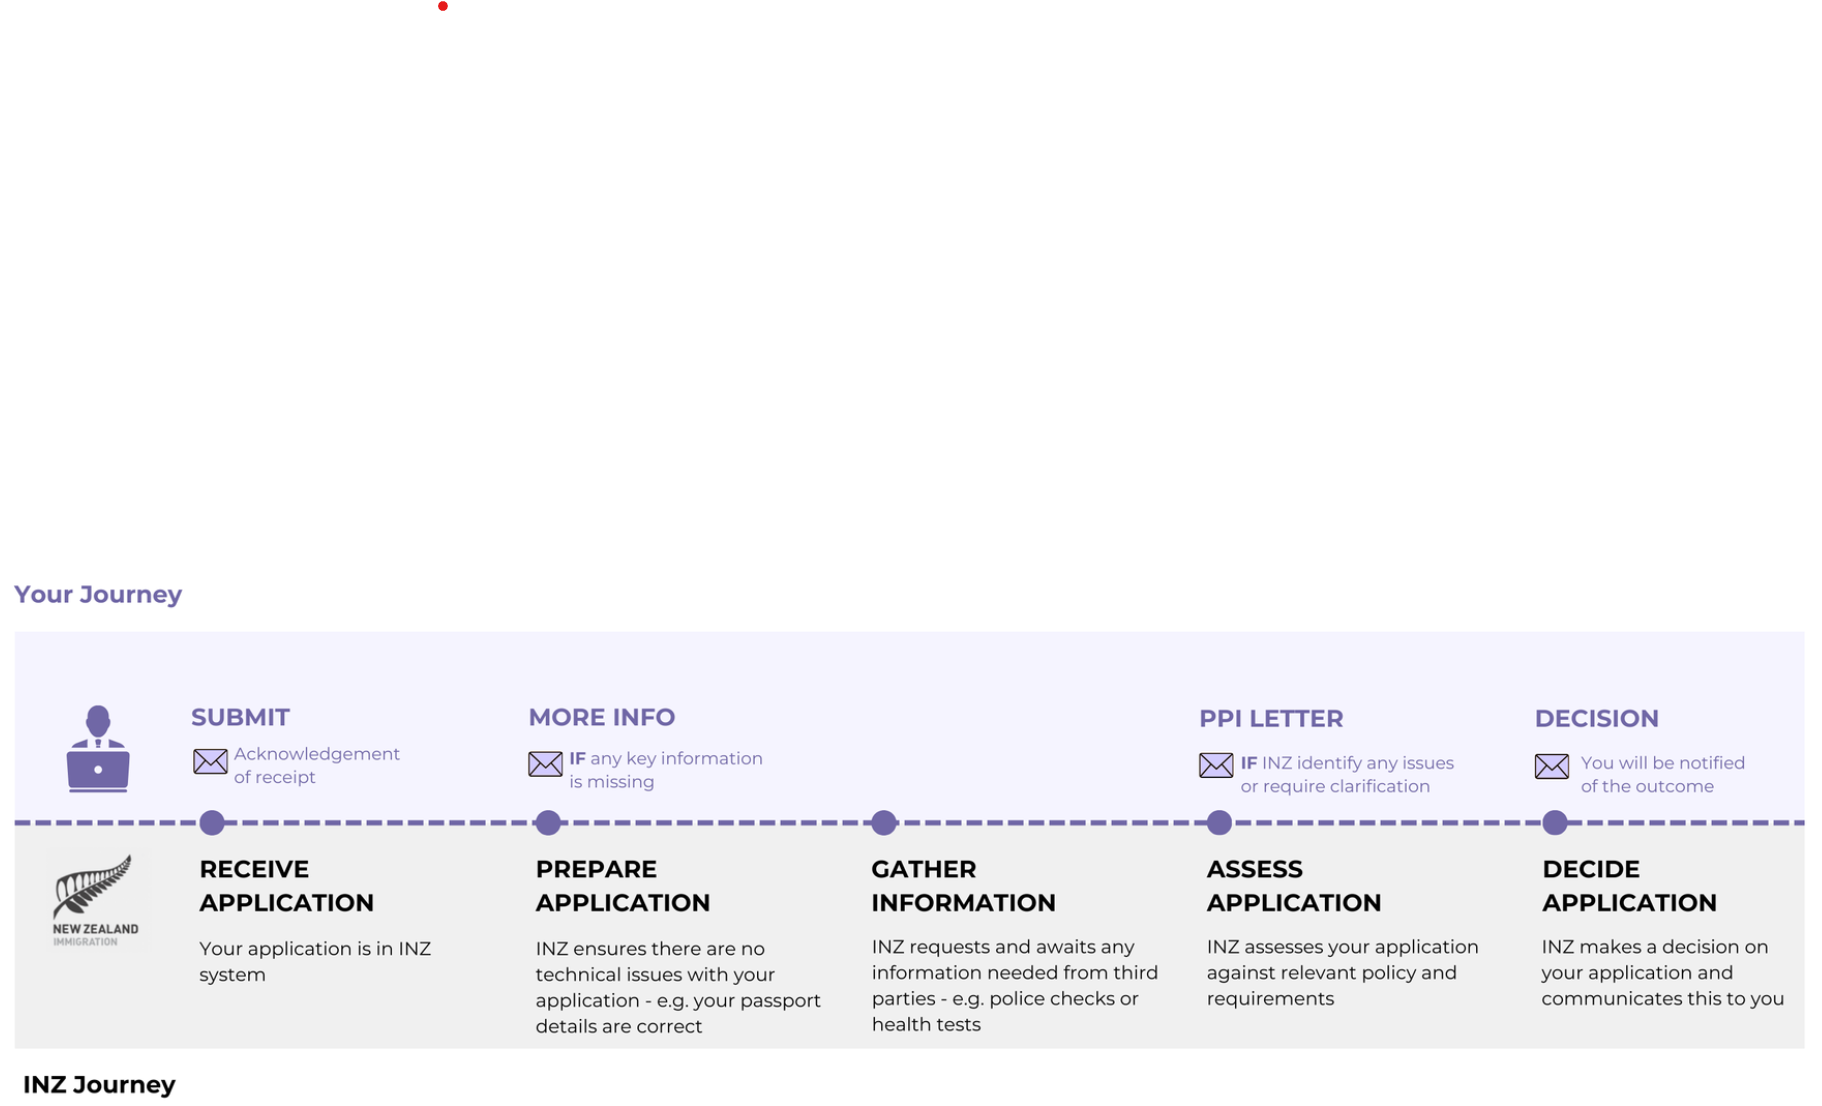 Your Journey
SUBMIT
Acknowledgement
of receipt
MORE INFO
IF any key information
is missing
PPI LETTER
IF INZ identify any issues
or require clarification
DECISION
You will be notified
of the outcome
NEW ZEALAND
IMMIGRATION
RECEIVE
APPLICATION
Your application is in INZ
system
PREPARE
APPLICATION
INZ ensures there are no
technical issues with your
application - e.g. your passport
details are correct
GATHER
INFORMATION
INZ requests and awaits any
information needed from third
parties - e.g. police checks or
health tests
ASSESS
APPLICATION
INZ assesses your application
against relevant policy and
requirements
DECIDE
APPLICATION
INZ makes a decision on
your application and
communicates this to you
INZ Journey